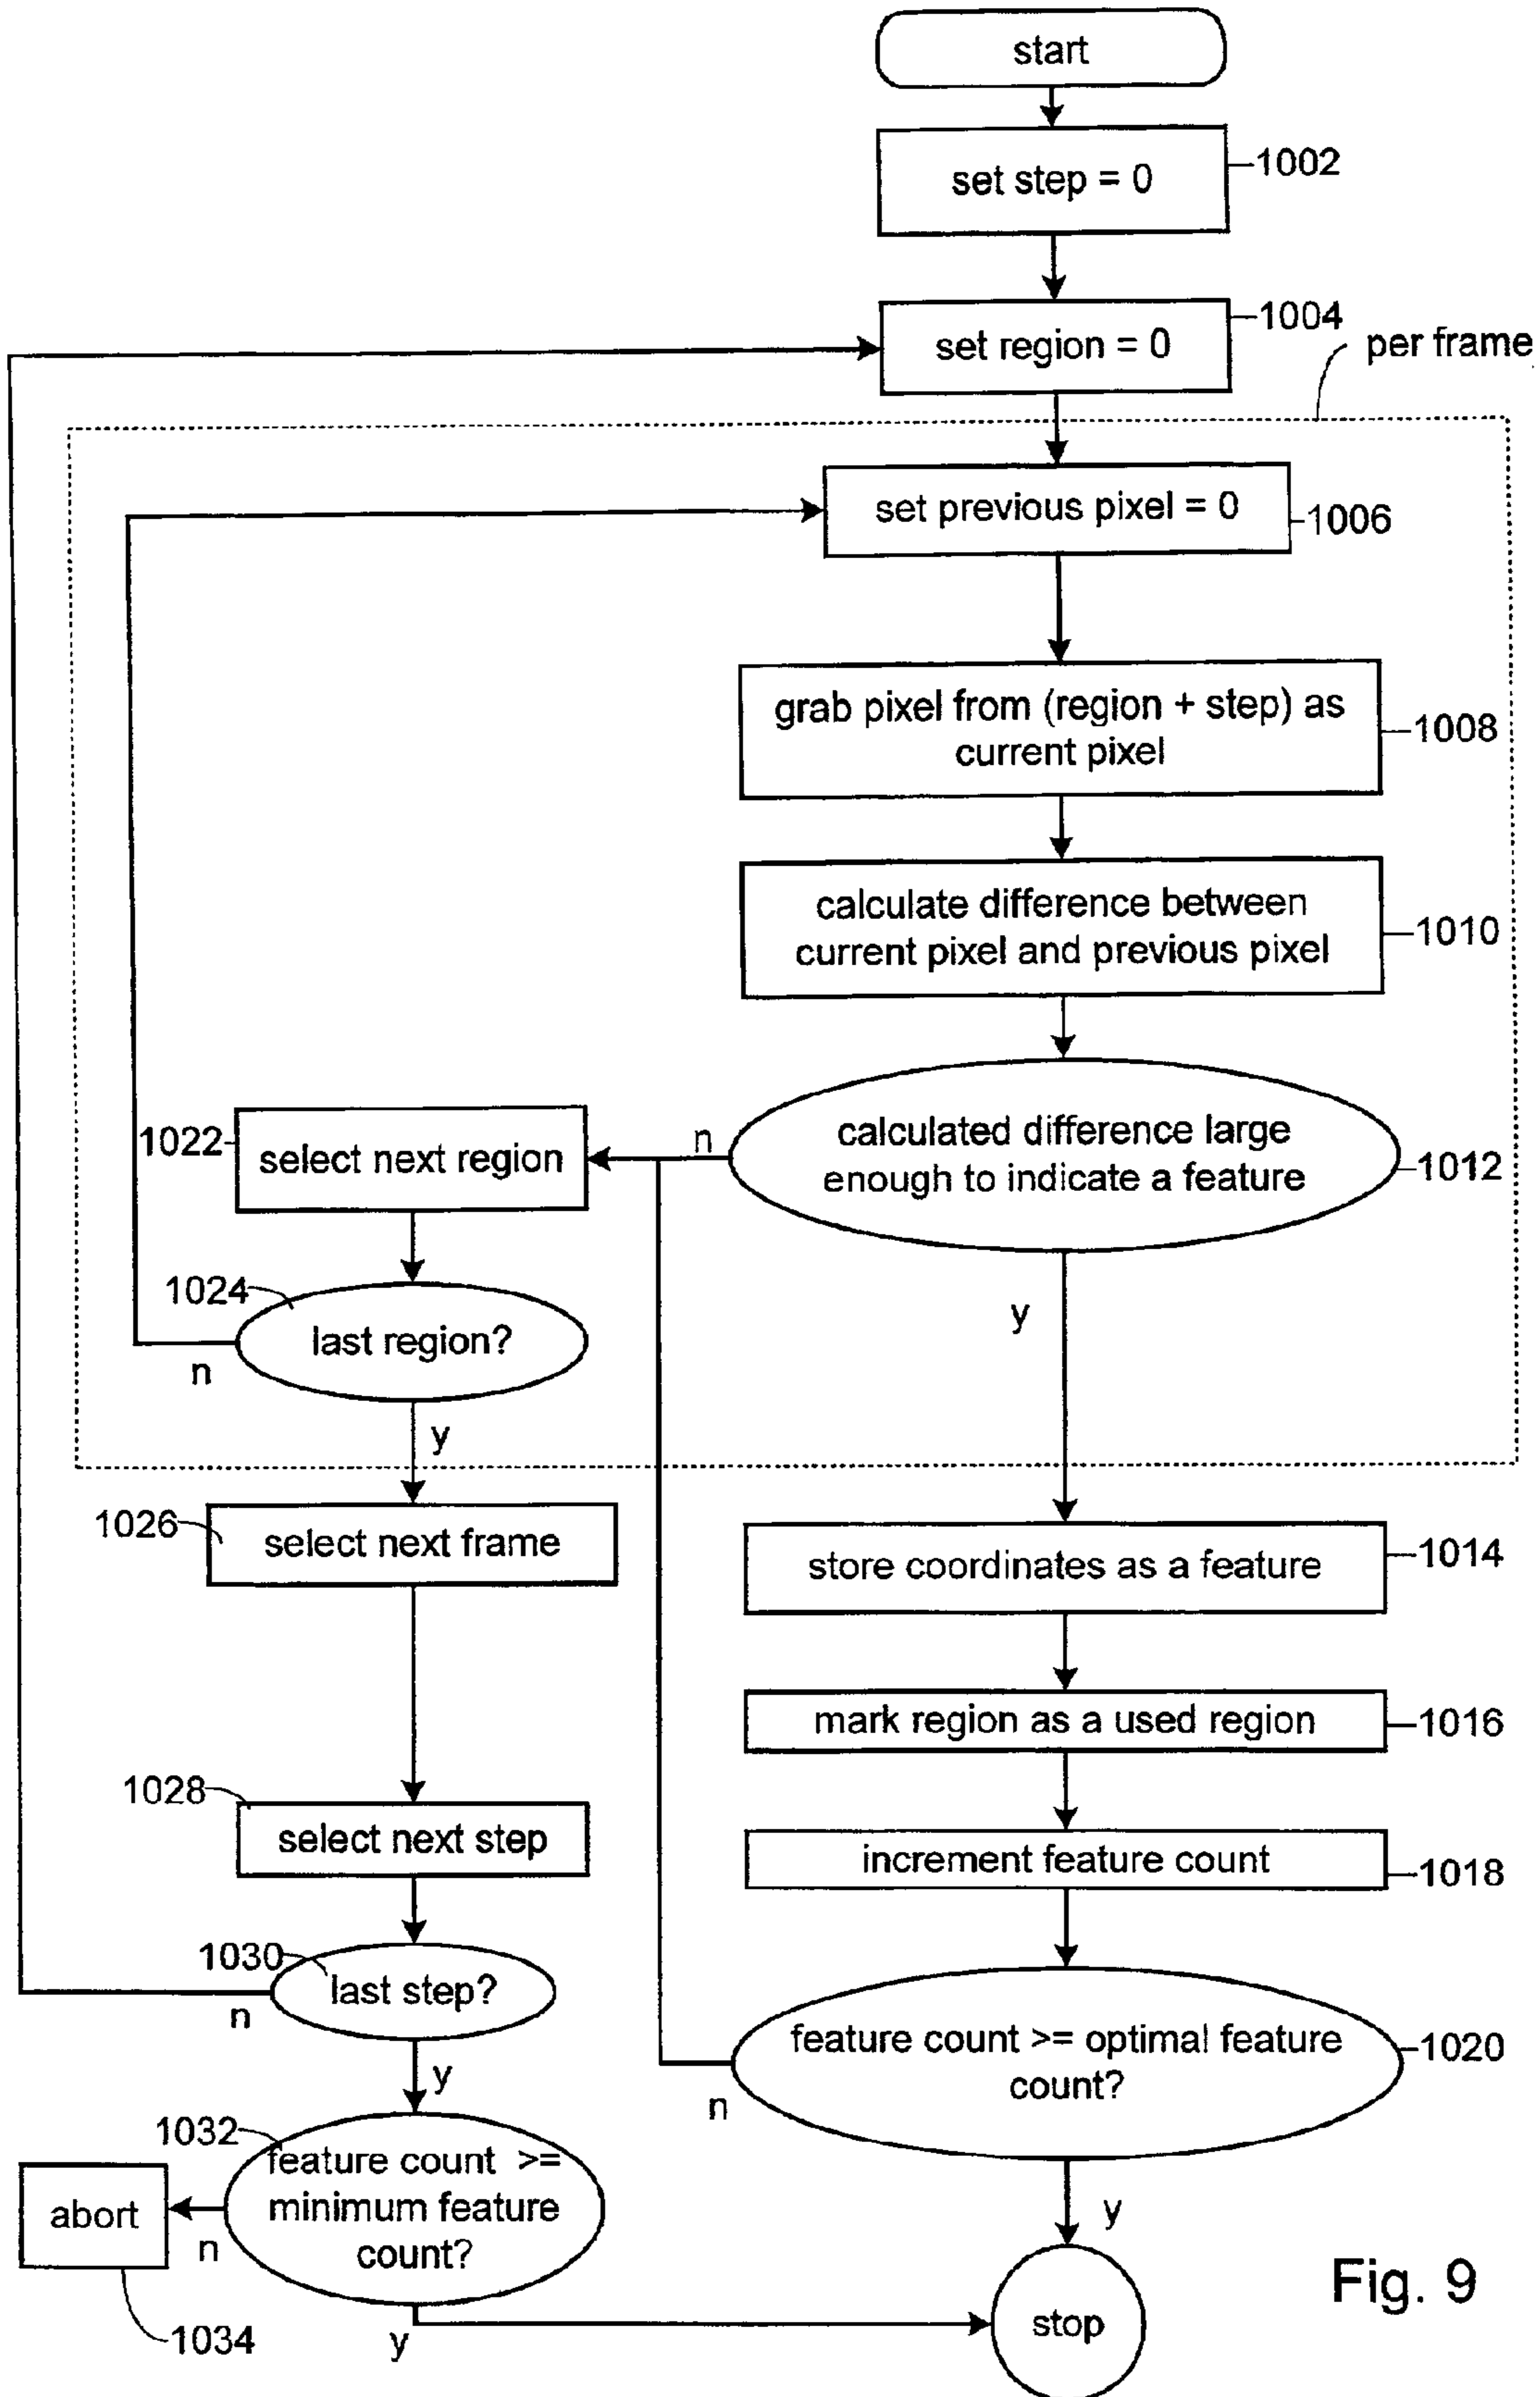 start
set step = 0
1002
set region = 0
1004
per frame
set previous pixel = 0
1006
grab pixel from (region + step) as
current pixel
1008
calculate difference between
current pixel and previous pixel
1010
calculated difference large
enough to indicate a feature
1012
n
y
1022
select next region
1024
last region?
n
y
1026
select next frame
store coordinates as a feature
1014
mark region as a used region
1016
1028
select next step
increment feature count
1018
1030
last step?
n
y
feature count >= optimal feature
count?
1020
n
y
1032
feature count >=
minimum feature
count?
n
y
abort
1034
stop
Fig. 9